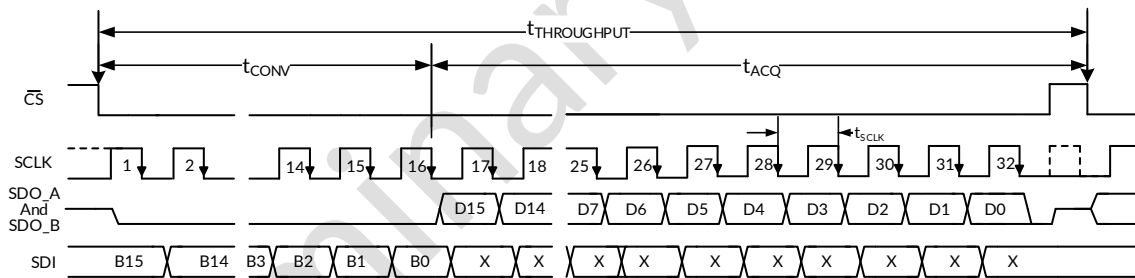 tTHROUGHPUT
tCONV tACQ
CS
tSCLK
SCLK 1 2 14 15 16 17 18 25 26 27 28 29 30 31 32
SDO_A
And
SDO_B
D15 D14 D7 D6 D5 D4 D3 D2 D1 D0
SDI B15 B14 B3 B2 B1 B0 X X X X X X X X X X
minary